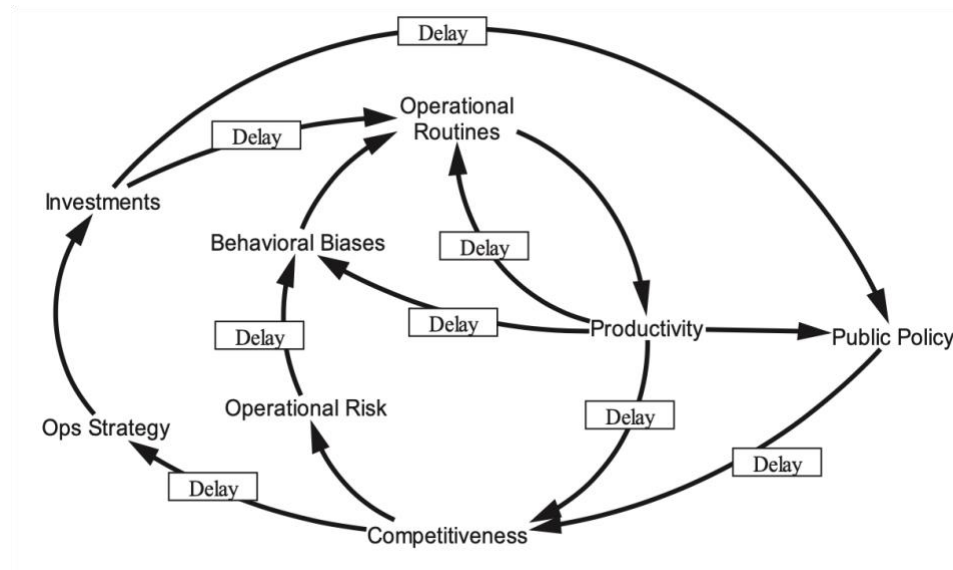 Delay
Operational
Routines
Delay
Investments
Behavioral Biases
Delay
Delay
Productivity
Public Policy
Delay
Operational Risk
Delay
Ops Strategy
Delay
Delay
Competitiveness